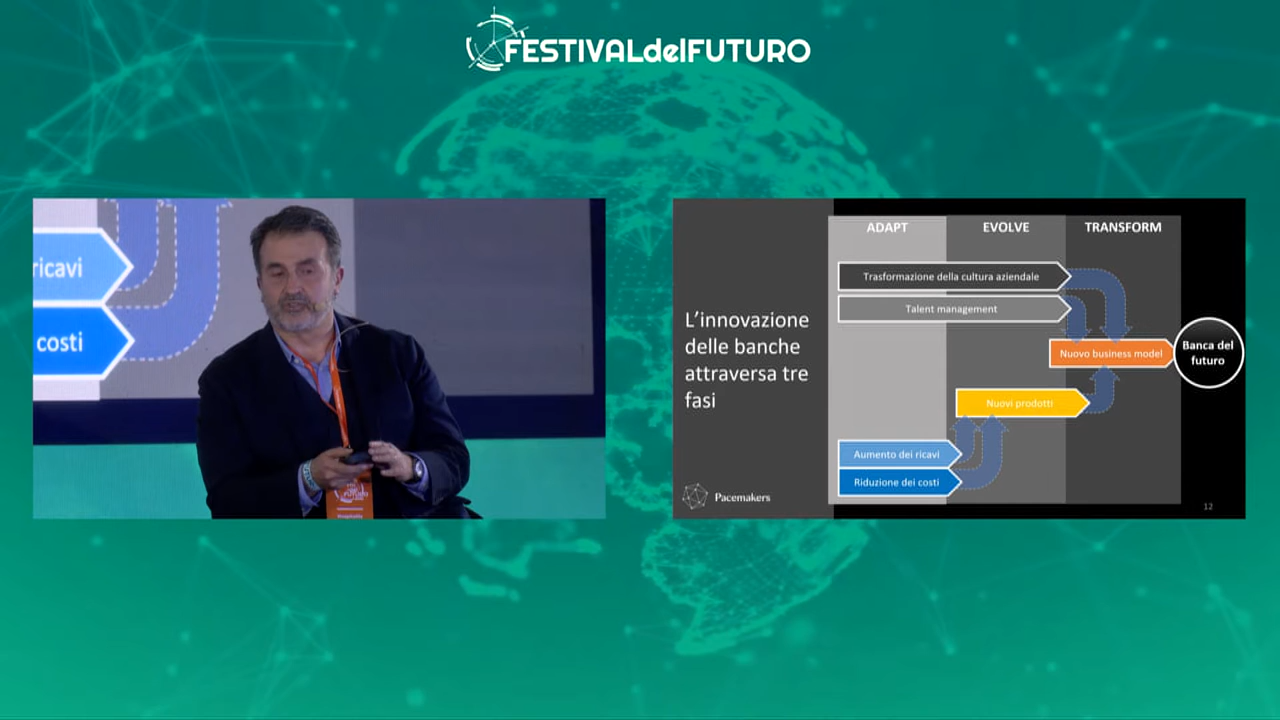 FESTIVALdelFUTURO
ricavi
costi
FUTURO
ADAPT
EVOLVE
TRANSFORM
Trasformazione della cultura aziendale
Talent management
L'innovazione
delle banche
attraversa tre
fasi
Nuovo business model
Banca del
futuro
Nuovi prodotti
Aumento dei ricavi
Riduzione dei costi
Pacemakers
12